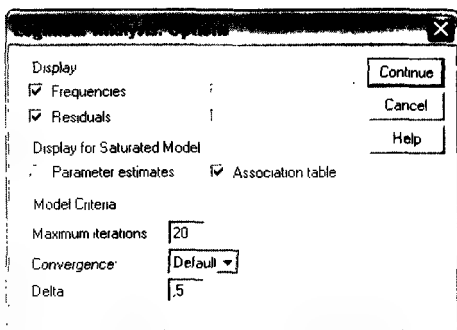 Display
Continue
Frequencies
Cancel
Residuals
Help
Display for Saturated Model
Parameter estimates
Association table
Model Criteria
Maximum iterations 20
Convergence: Default
Delta ,5